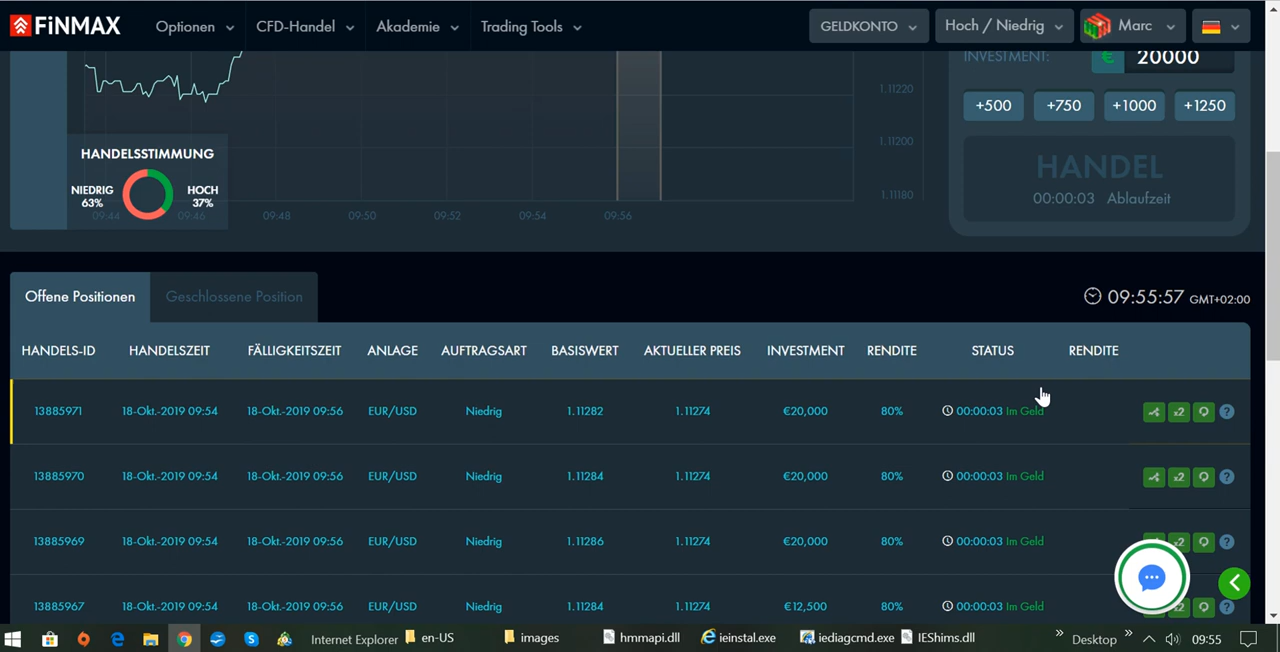 FiNMAX Optionen CFD-Handel Akademie Trading Tools GELDKONTO Hoch / Niedrig Marc
INVESTMENT: € 20000
1.11220
+500 +750 +1000 +1250
1.11200
HANDELSSTIMMUNG
HANDEL
NIEDRIG
63%
HOCH
37%
1.11180
00:00:03 Ablaufzeit
09:44 09:46 09:48 09:50 09:52 09:54 09:56
Offene Positionen Geschlossene Position 09:55:57 GMT+02:00
HANDELS-ID HANDELSZEIT FÄLLIGKEITSZEIT ANLAGE AUFTRAGSART BASISWERT AKTUELLER PREIS INVESTMENT RENDITE STATUS RENDITE
13885971 18-Okt.-2019 09:54 18-Okt.-2019 09:56 EUR/USD Niedrig 1.11282 1.11274 €20,000 80% 00:00:03 Im Geld x2 ?
13885970 18-Okt.-2019 09:54 18-Okt.-2019 09:56 EUR/USD Niedrig 1.11284 1.11274 €20,000 80% 00:00:03 Im Geld x2 ?
13885969 18-Okt.-2019 09:54 18-Okt.-2019 09:56 EUR/USD Niedrig 1.11286 1.11274 €20,000 80% 00:00:03 Im Geld x2 ?
13885967 18-Okt.-2019 09:54 18-Okt.-2019 09:56 EUR/USD Niedrig 1.11284 1.11274 €12,500 80% 00:00:03 Im Geld x2 ?
Internet Explorer en-US images hmmapi.dll ieinstal.exe iediagcmd.exe IEShims.dll » Desktop » 09:55